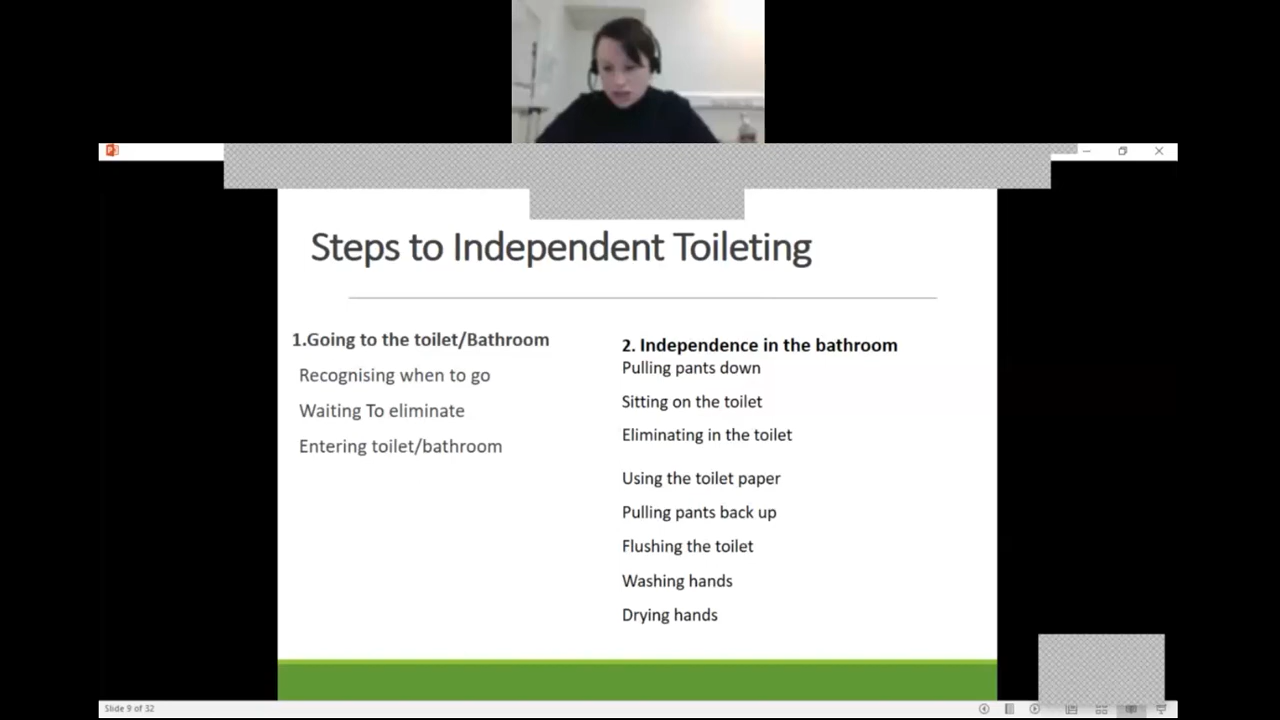 Steps to Independent Toileting
1.Going to the toilet/Bathroom
Recognising when to go
Waiting To eliminate
Entering toilet/bathroom
2. Independence in the bathroom
Pulling pants down
Sitting on the toilet
Eliminating in the toilet
Using the toilet paper
Pulling pants back up
Flushing the toilet
Washing hands
Drying hands
Slide 9 of 32